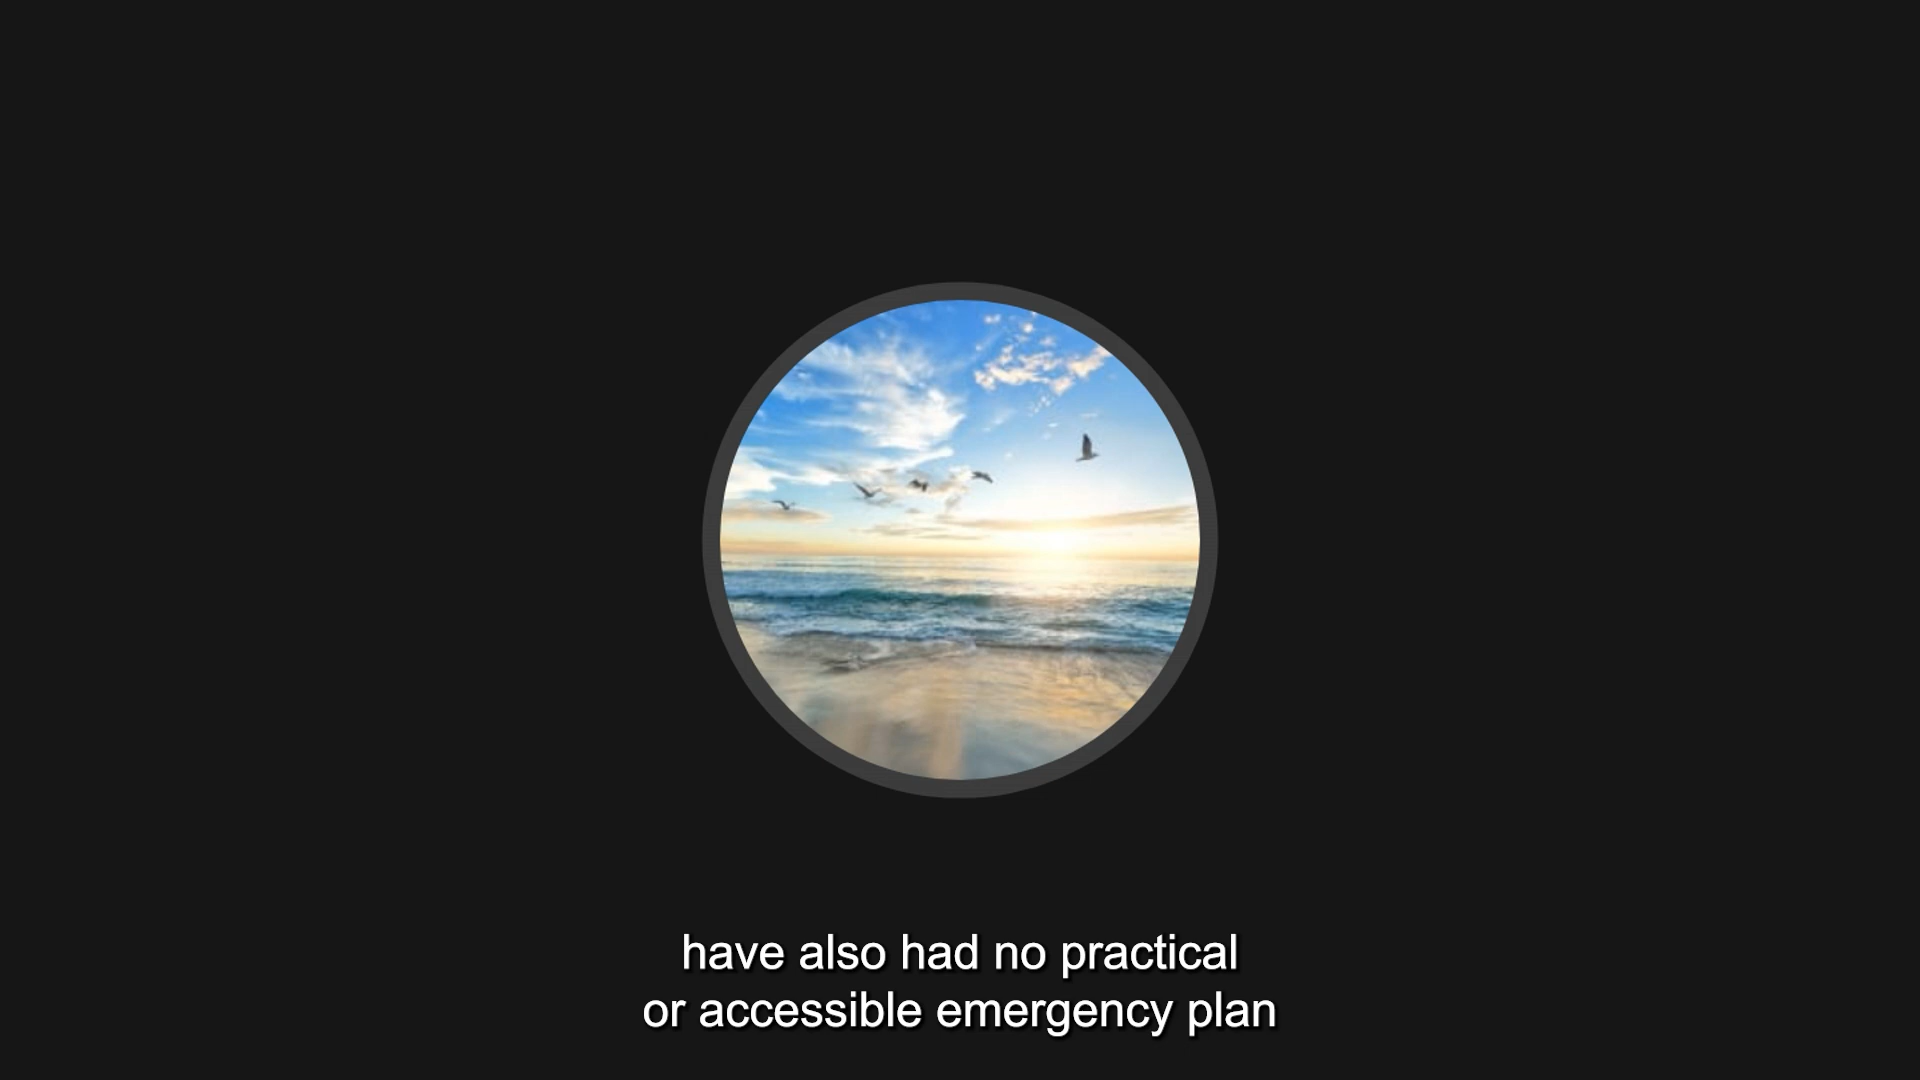 have also had no practical
or accessible emergency plan